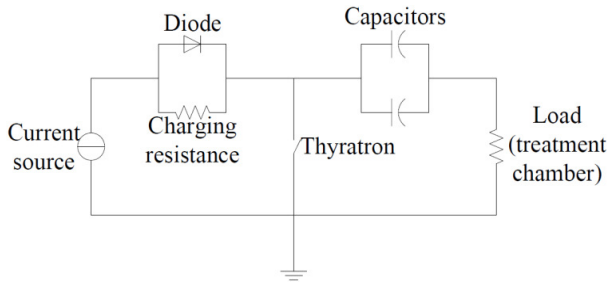 Diode
Capacitors
Current
source
Charging
resistance
Thyratron
Load
(treatment
chamber)